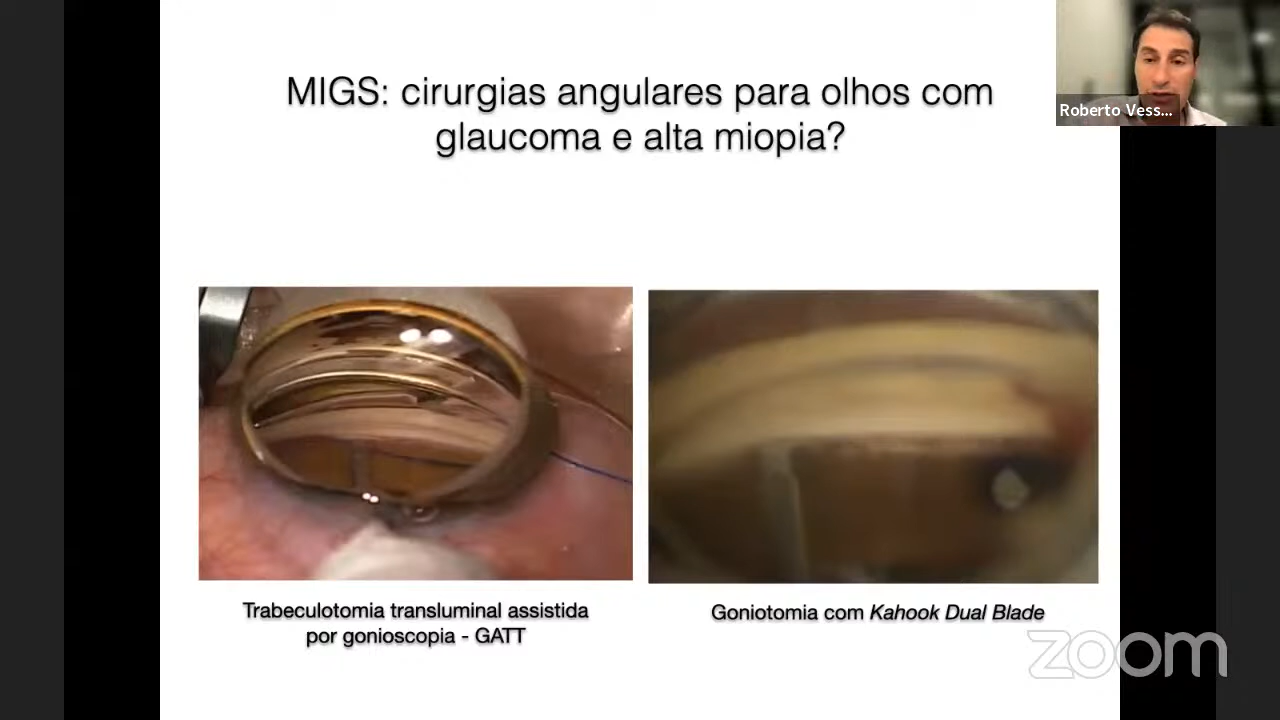 MIGS: cirurgias angulares para olhos com
glaucoma e alta miopia?
Roberto Vess...
Trabeculotomia transluminal assistida
por gonioscopia - GATT
Goniotomia com Kahook Dual Blade
zoom